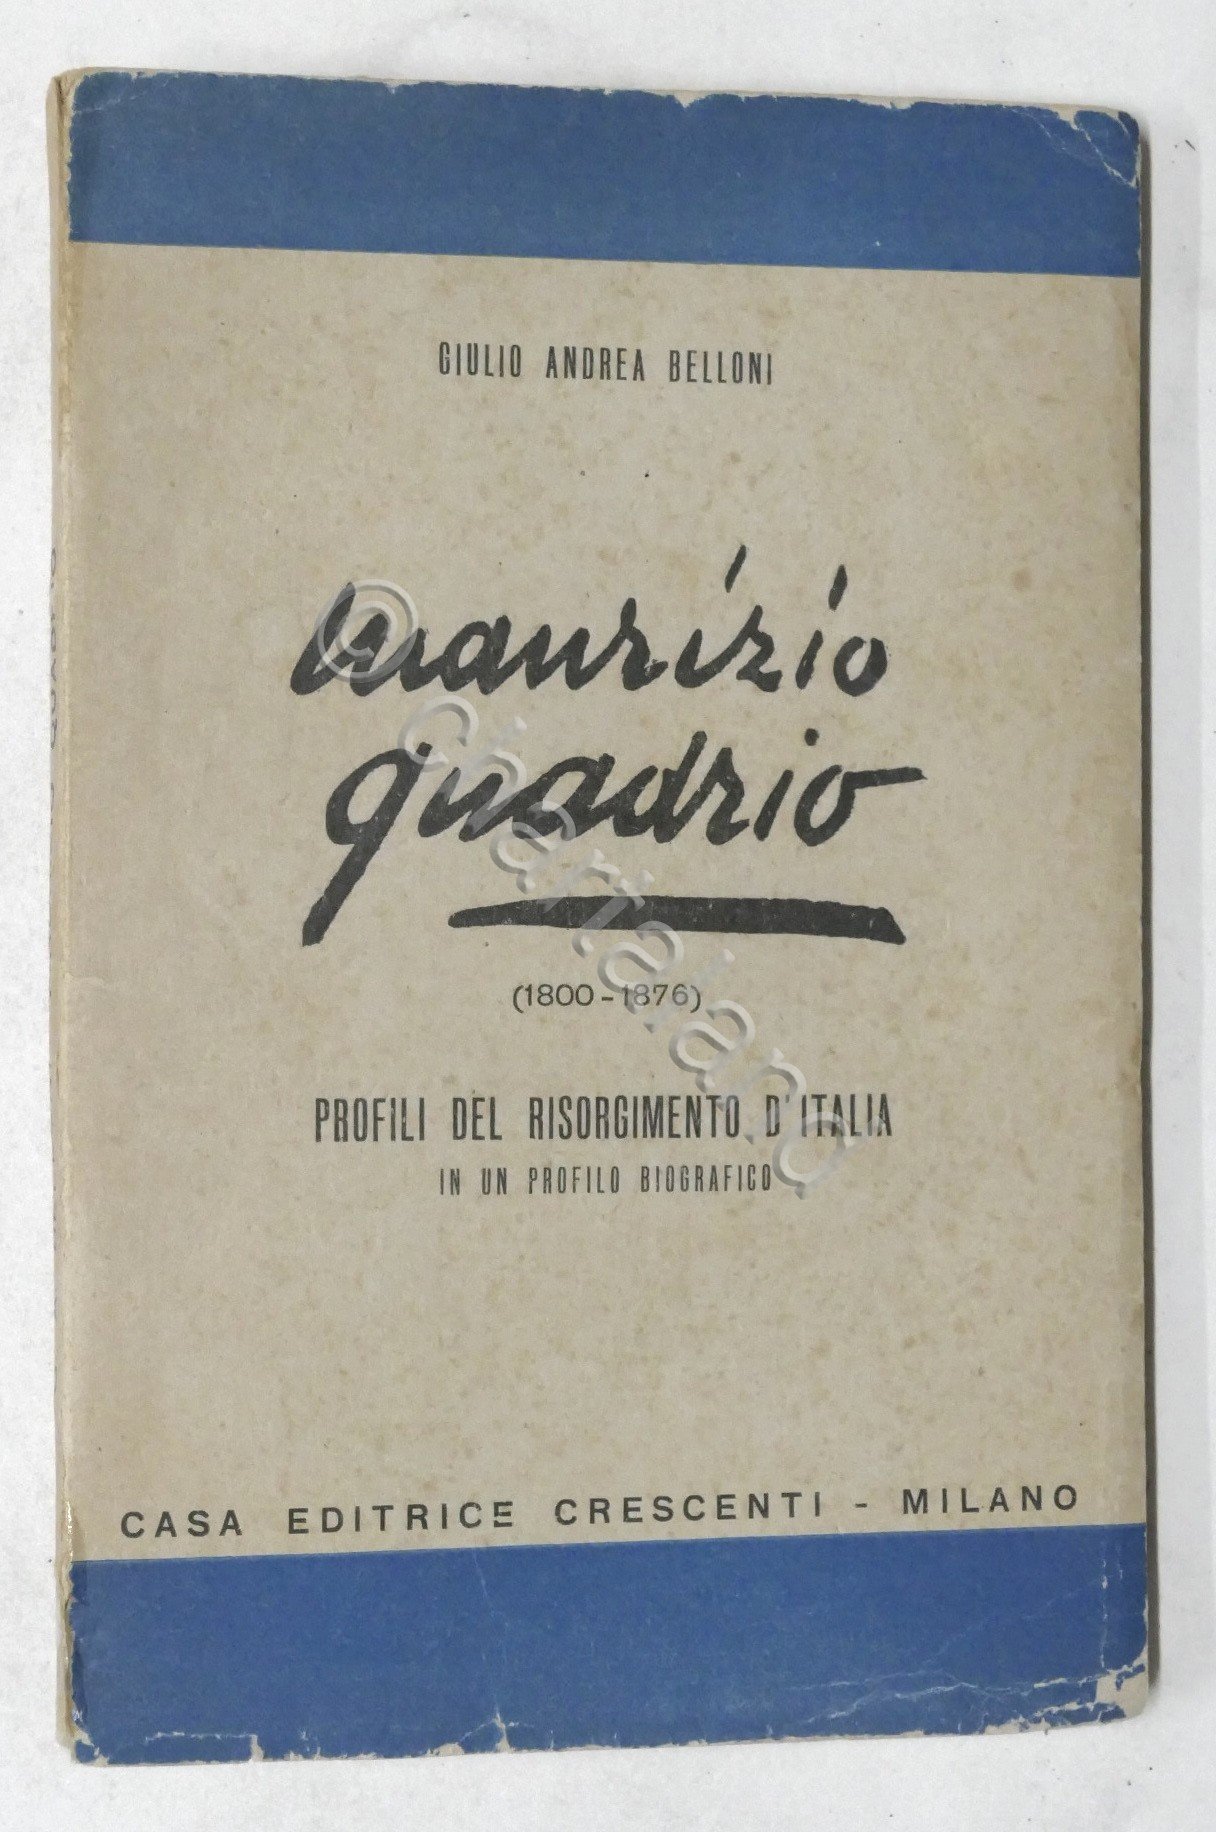 GIULIO ANDREA BELLONI
maurizio
quadrio
(1800-1876)
PROFILI DEL RISORGIMENTO D'ITALIA
IN UN PROFILO BIOGRAFICO
CASA EDITRICE CRESCENTI - MILANO
© chartaland